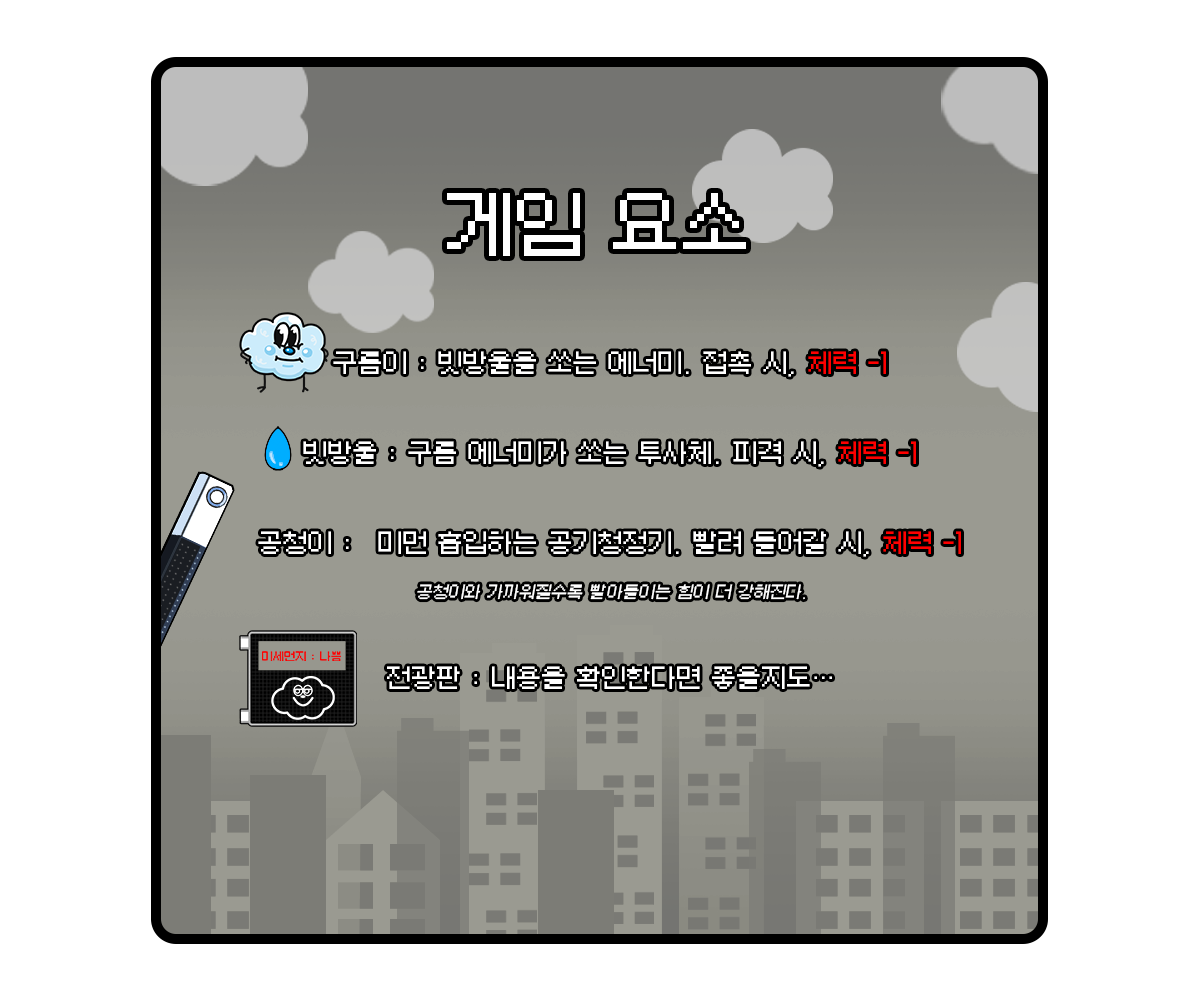 게임 요소
구름이 : 빗방울을 쏘는 에너미. 접촉 시, 체력 -1
빗방울 : 구름 에너미가 쏘는 투사체. 피격 시, 체력 -1
공청이 : 미먼 흡입하는 공기청정기. 빨려 들어갈 시, 체력 -1
공청이와 가까워질수록 빨아들이는 힘이 더 강해진다.
미세먼지 : 나쁨
전광판 : 내용을 확인한다면 좋을지도…